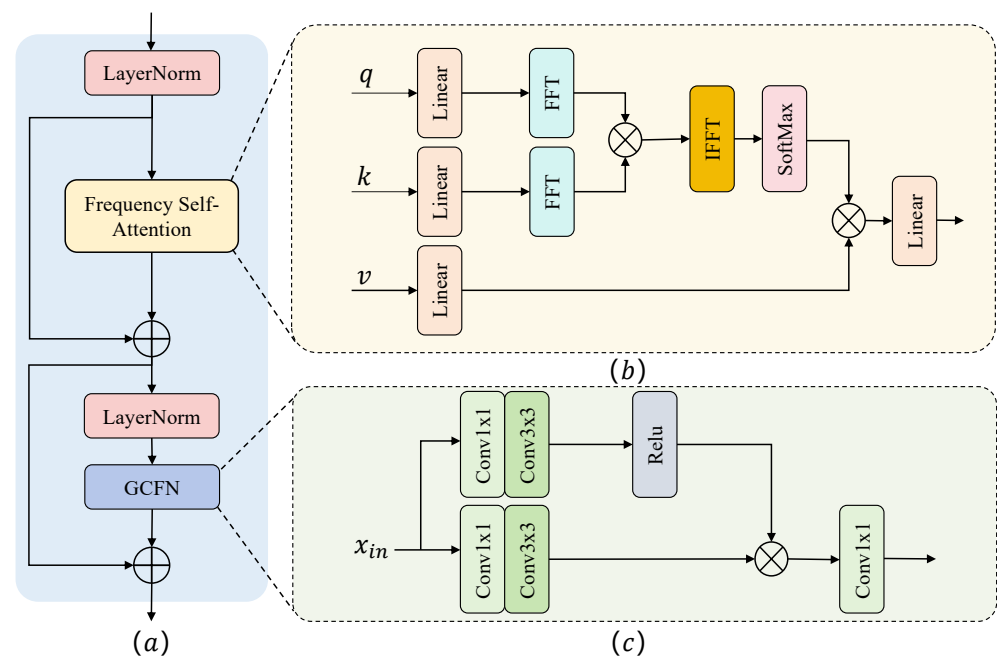 LayerNorm
Frequency Self-
Attention
LayerNorm
GCFN
(a)
q
Linear
FFT
k
Linear
FFT
IFFT
SoftMax
v
Linear
Linear
(b)
x_in
Conv1x1
Conv3x3
Relu
Conv1x1
Conv3x3
Conv1x1
(c)